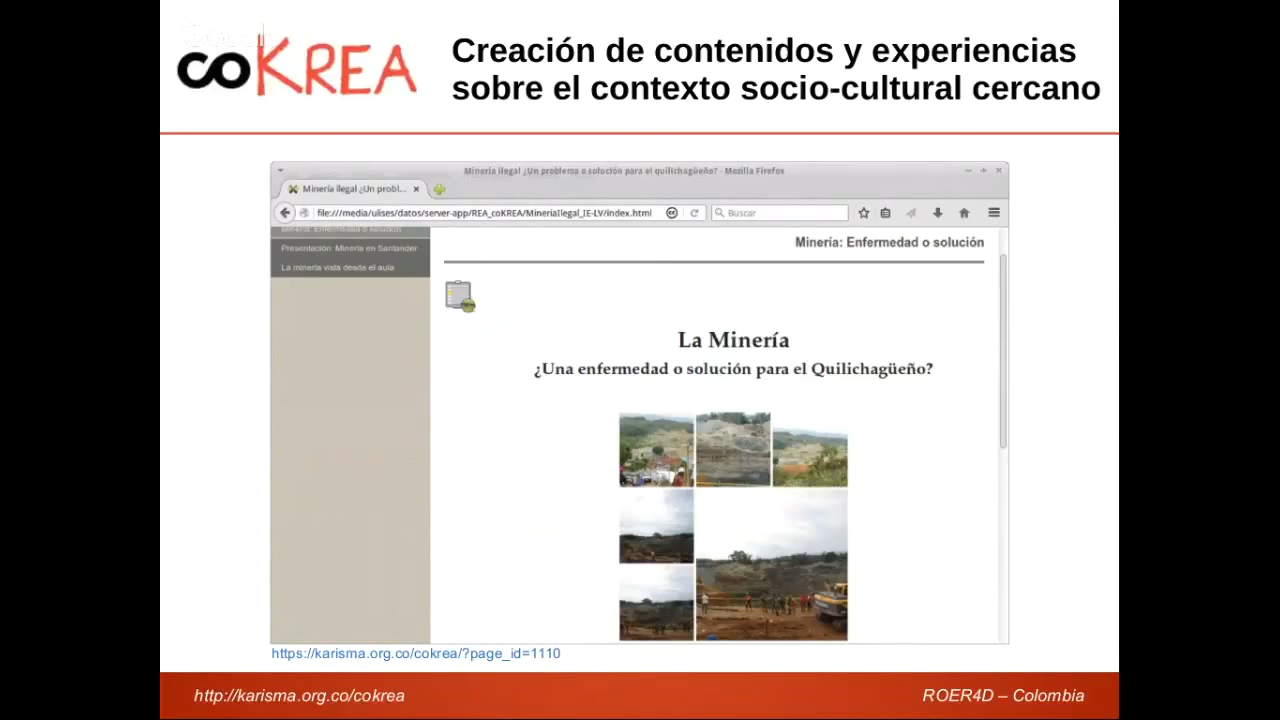 coKREA
Creación de contenidos y experiencias
sobre el contexto socio-cultural cercano
Minería ilegal ¿Un problema o solución para el quilichagüeño? - Mozilla Firefox
Minería ilegal ¿Un probl...
file:///media/ulises/datos/server-app/REA_coKREA/MineriaIlegal_IE-LV/index.html
Buscar
Minería: Enfermedad o solución
Presentación: Minería en Santander
La minería vista desde el aula
Minería: Enfermedad o solución
La Minería
¿Una enfermedad o solución para el Quilichagüeño?
https://karisma.org.co/cokrea/?page_id=1110
http://karisma.org.co/cokrea
ROER4D – Colombia